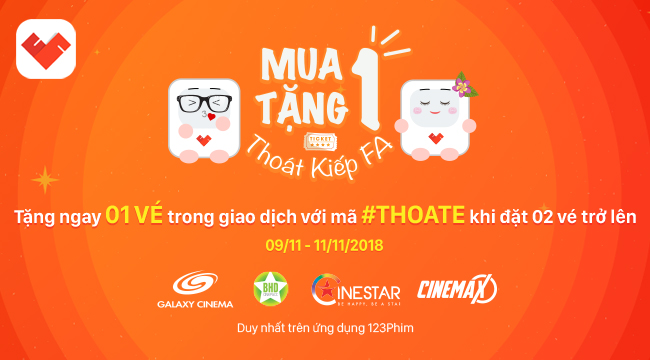 MUA 1
TẶNG 1
TICKET
Thoát Kiếp FA
Tặng ngay 01 VÉ trong giao dịch với mã #THOATE khi đặt 02 vé trở lên
09/11 - 11/11/2018
GALAXY CINEMA
BHD
CINESTAR
BE HAPPY, BE A STAR
CINEMAX
Duy nhất trên ứng dụng 123Phim